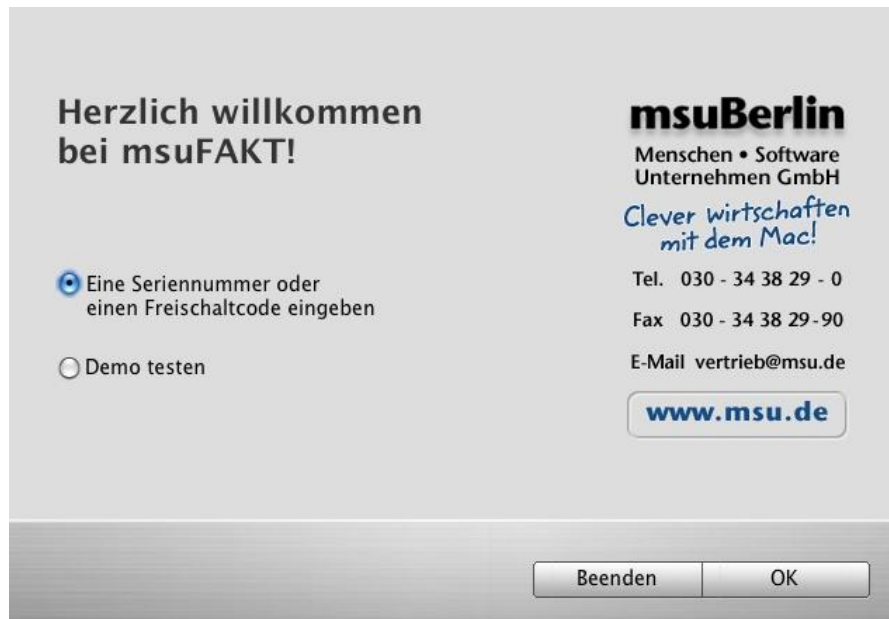 Herzlich willkommen
bei msuFAKT!
Eine Seriennummer oder
einen Freischaltcode eingeben
Demo testen
msuBerlin
Menschen • Software
Unternehmen GmbH
Clever wirtschaften
mit dem Mac!
Tel. 030 - 34 38 29 - 0
Fax 030 - 34 38 29-90
E-Mail vertrieb@msu.de
www.msu.de
Beenden
OK